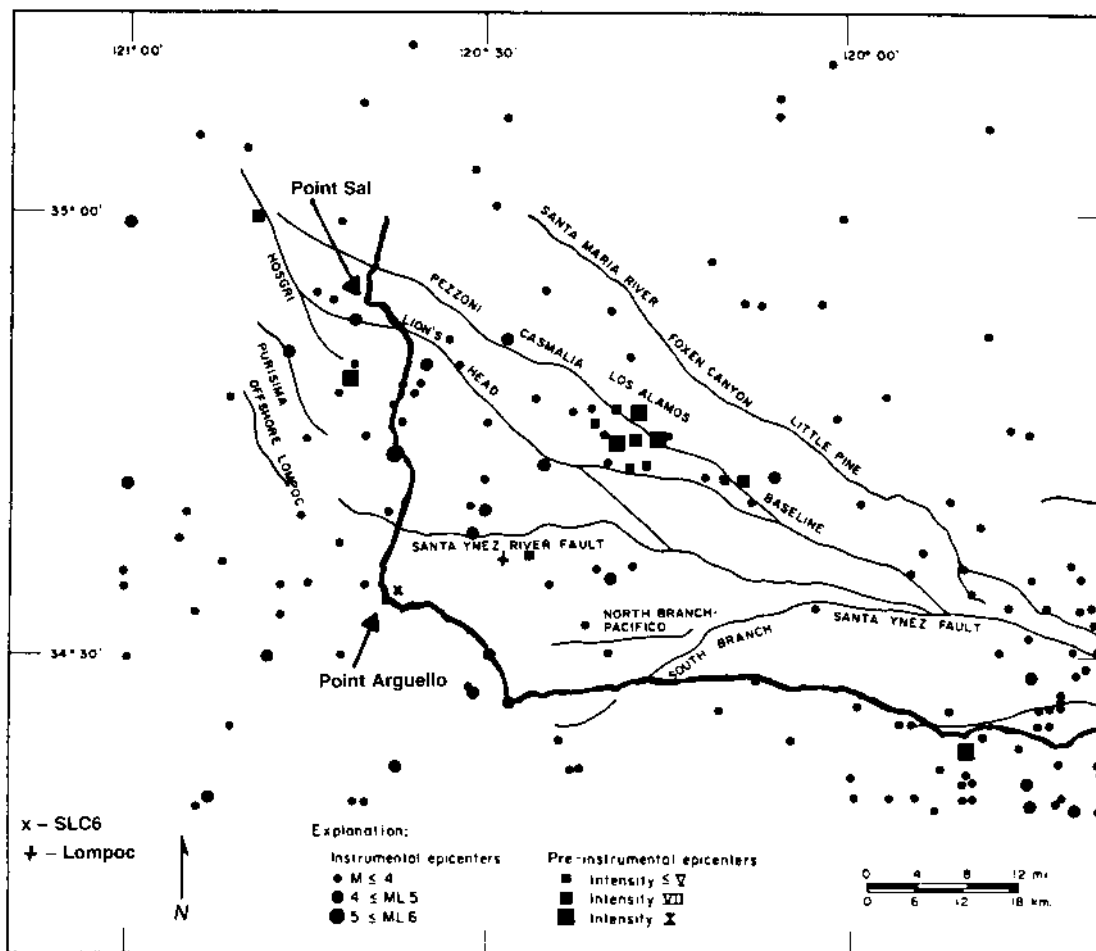 121° 00'
120° 30'
120° 00'
35° 00'
Point Sal
SANTA MARIA RIVER
HOSGRI
PEZZONI
LION'S
CASMALIA
FOXEN CANYON
PURISIMA
HEAD
LOS ALAMOS
OFFSHORE LOMPOC
LITTLE PINE
BASELINE
SANTA YNEZ RIVER FAULT
NORTH BRANCH-
PACIFICO
SANTA YNEZ FAULT
SOUTH BRANCH
34° 30'
Point Arguello
x – SLC6
+ – Lompoc
N
Explanation:
Instrumental epicenters
M ≤ 4
4 ≤ ML 5
5 ≤ ML 6
Pre-instrumental epicenters
Intensity ≤ V
Intensity VII
Intensity X
0 4 8 12 mi.
0 6 12 18 km.